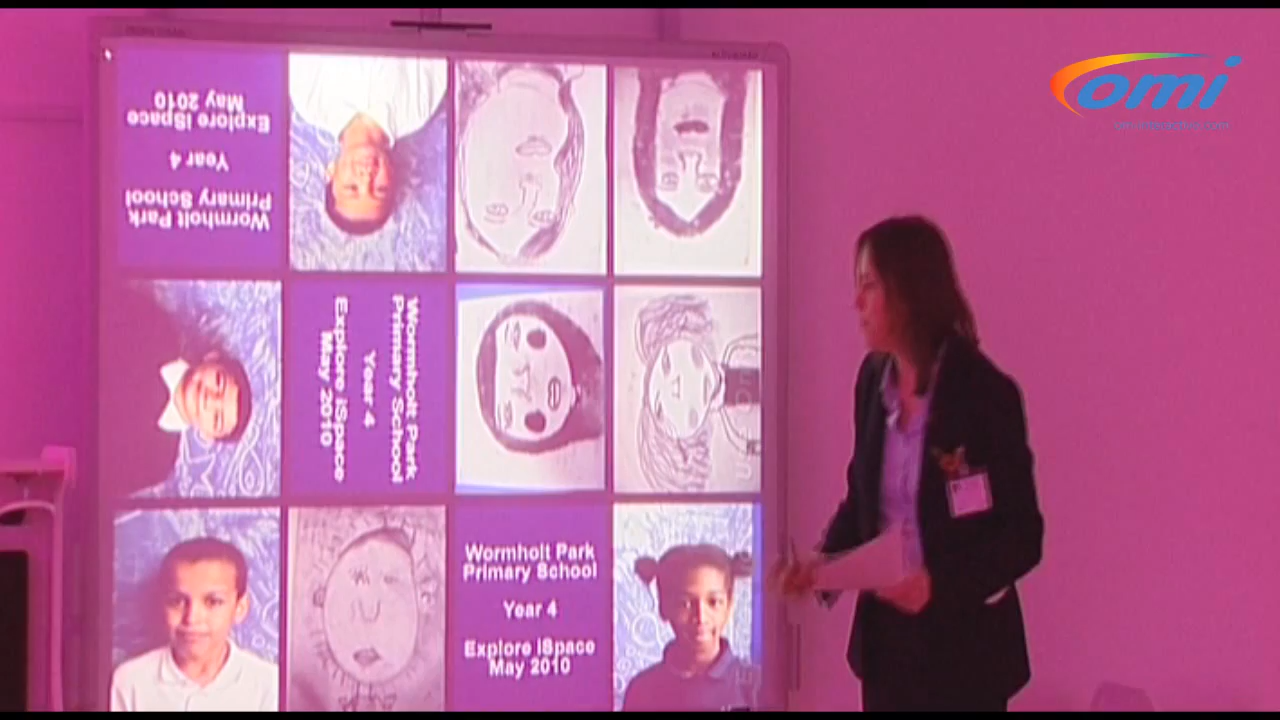 omi
Wormholt Park
Primary School
Year 4
Explore iSpace
May 2010
Wormholt Park
Primary School
Year 4
Explore iSpace
May 2010
Wormholt Park
Primary School
Year 4
Explore iSpace
May 2010